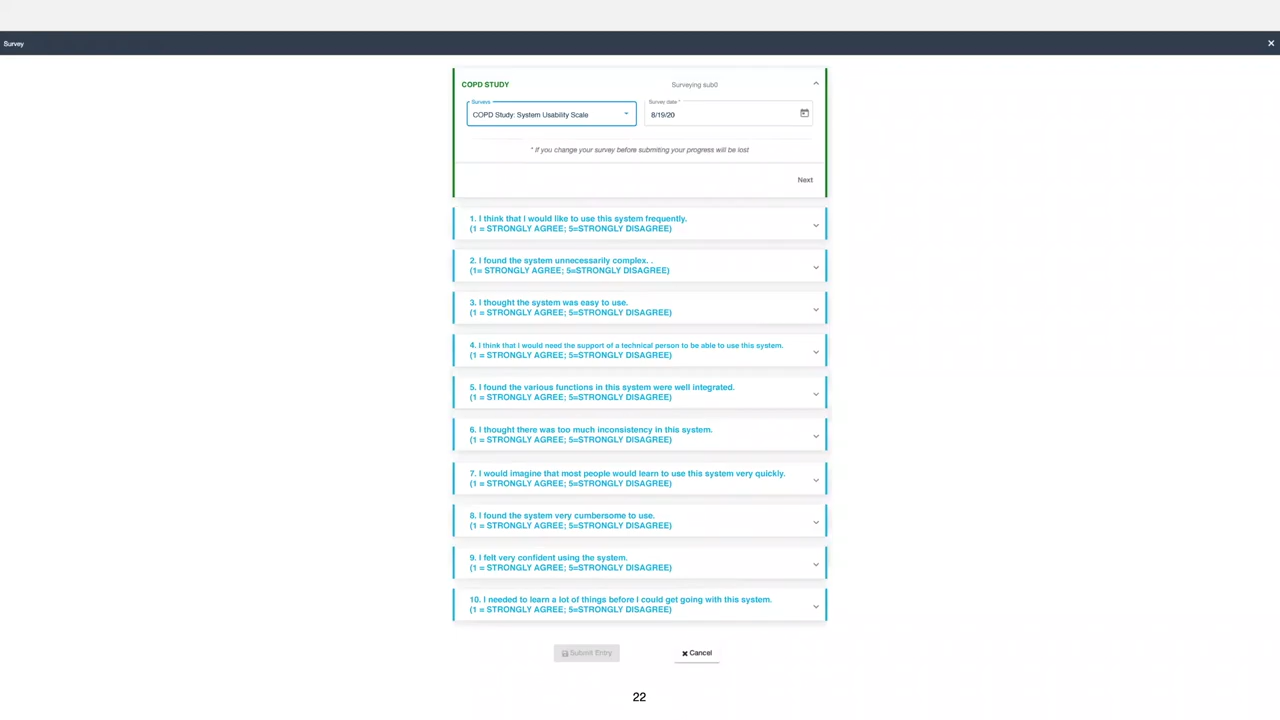 Survey
COPD STUDY
Surveying sub0
Surveys
COPD Study: System Usability Scale
Survey date *
8/19/20
* If you change your survey before submiting your progress will be lost
Next
1. I think that I would like to use this system frequently.
(1 = STRONGLY AGREE; 5=STRONGLY DISAGREE)
2. I found the system unnecessarily complex. .
(1= STRONGLY AGREE; 5=STRONGLY DISAGREE)
3. I thought the system was easy to use.
(1 = STRONGLY AGREE; 5=STRONGLY DISAGREE)
4. I think that I would need the support of a technical person to be able to use this system.
(1 = STRONGLY AGREE; 5=STRONGLY DISAGREE)
5. I found the various functions in this system were well integrated.
(1 = STRONGLY AGREE; 5=STRONGLY DISAGREE)
6. I thought there was too much inconsistency in this system.
(1 = STRONGLY AGREE; 5=STRONGLY DISAGREE)
7. I would imagine that most people would learn to use this system very quickly.
(1 = STRONGLY AGREE; 5=STRONGLY DISAGREE)
8. I found the system very cumbersome to use.
(1 = STRONGLY AGREE; 5=STRONGLY DISAGREE)
9. I felt very confident using the system.
(1 = STRONGLY AGREE; 5=STRONGLY DISAGREE)
10. I needed to learn a lot of things before I could get going with this system.
(1 = STRONGLY AGREE; 5=STRONGLY DISAGREE)
Submit Entry
Cancel
22